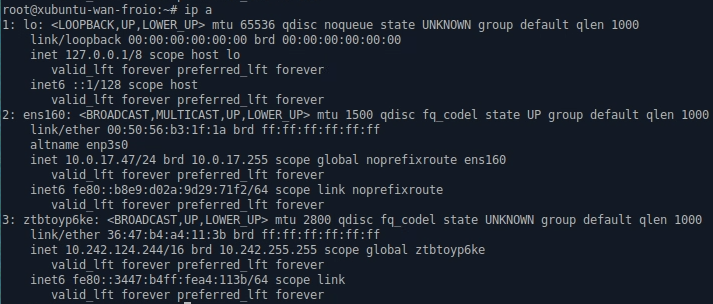 root@xubuntu-wan-froio:~# ip a
1: lo: <LOOPBACK,UP,LOWER_UP> mtu 65536 qdisc noqueue state UNKNOWN group default qlen 1000
    link/loopback 00:00:00:00:00:00 brd 00:00:00:00:00:00
    inet 127.0.0.1/8 scope host lo
       valid_lft forever preferred_lft forever
    inet6 ::1/128 scope host
       valid_lft forever preferred_lft forever
2: ens160: <BROADCAST,MULTICAST,UP,LOWER_UP> mtu 1500 qdisc fq_codel state UP group default qlen 1000
    link/ether 00:50:56:b3:1f:1a brd ff:ff:ff:ff:ff:ff
    altname enp3s0
    inet 10.0.17.47/24 brd 10.0.17.255 scope global noprefixroute ens160
       valid_lft forever preferred_lft forever
    inet6 fe80::b8e9:d02a:9d29:71f2/64 scope link noprefixroute
       valid_lft forever preferred_lft forever
3: ztbtoyp6ke: <BROADCAST,UP,LOWER_UP> mtu 2800 qdisc fq_codel state UNKNOWN group default qlen 1000
    link/ether 36:47:b4:a4:11:3b brd ff:ff:ff:ff:ff:ff
    inet 10.242.124.244/16 brd 10.242.255.255 scope global ztbtoyp6ke
       valid_lft forever preferred_lft forever
    inet6 fe80::3447:b4ff:fea4:113b/64 scope link
       valid_lft forever preferred_lft forever